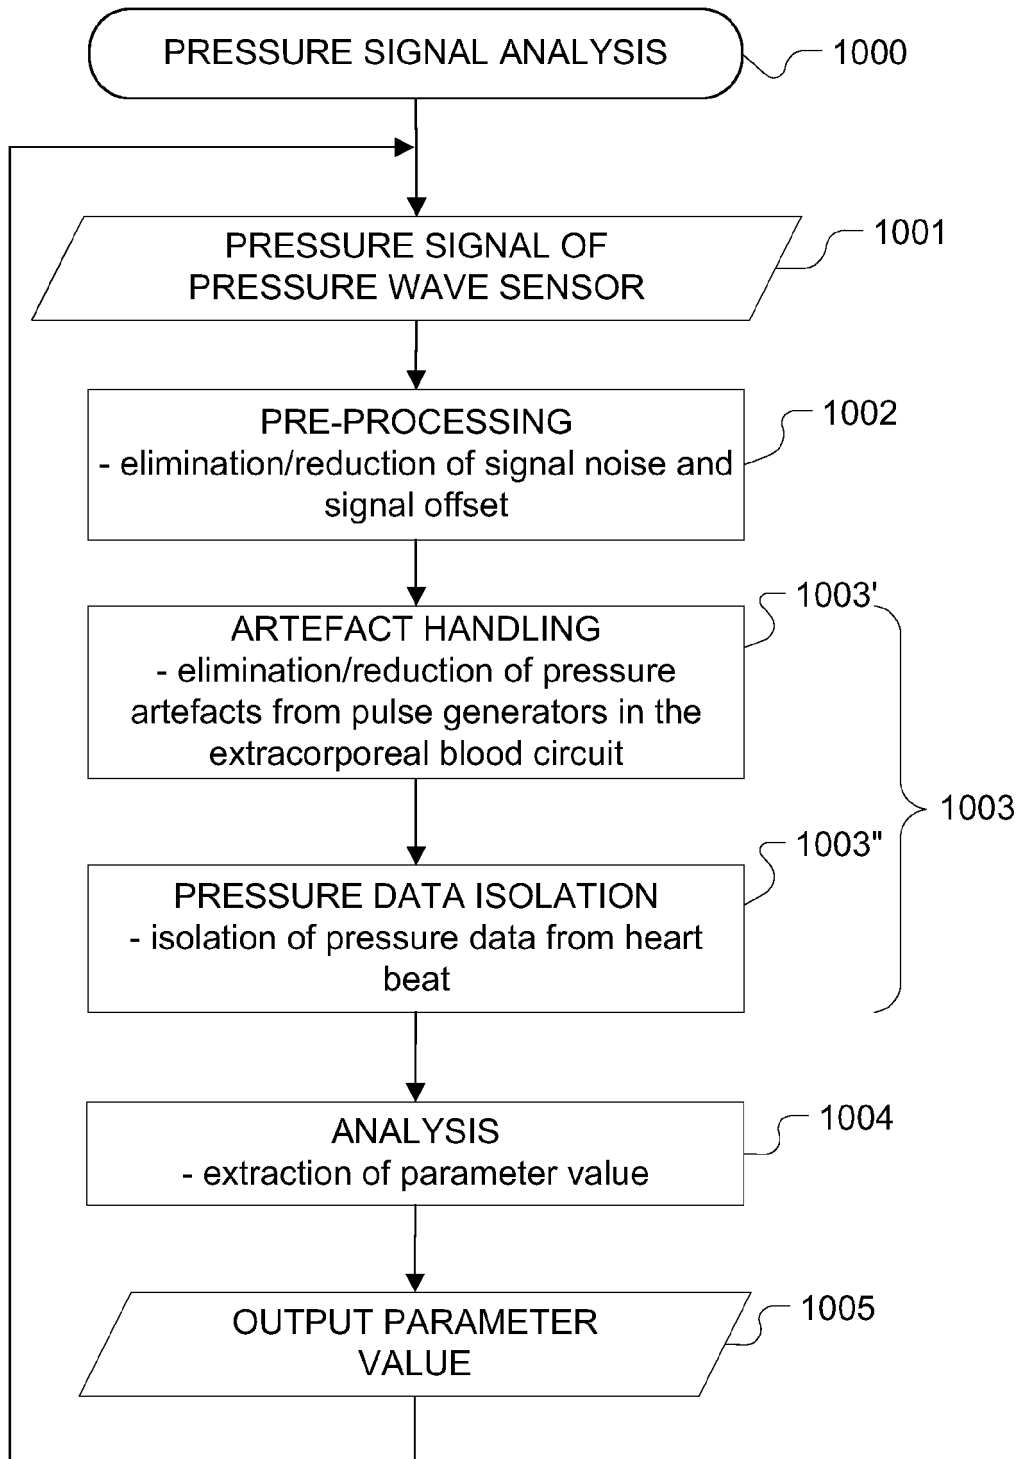 PRESSURE SIGNAL ANALYSIS
1000
PRESSURE SIGNAL OF
PRESSURE WAVE SENSOR
1001
PRE-PROCESSING
- elimination/reduction of signal noise and
signal offset
1002
ARTEFACT HANDLING
- elimination/reduction of pressure
artefacts from pulse generators in the
extracorporeal blood circuit
1003'
1003
PRESSURE DATA ISOLATION
- isolation of pressure data from heart
beat
1003"
ANALYSIS
- extraction of parameter value
1004
OUTPUT PARAMETER
VALUE
1005